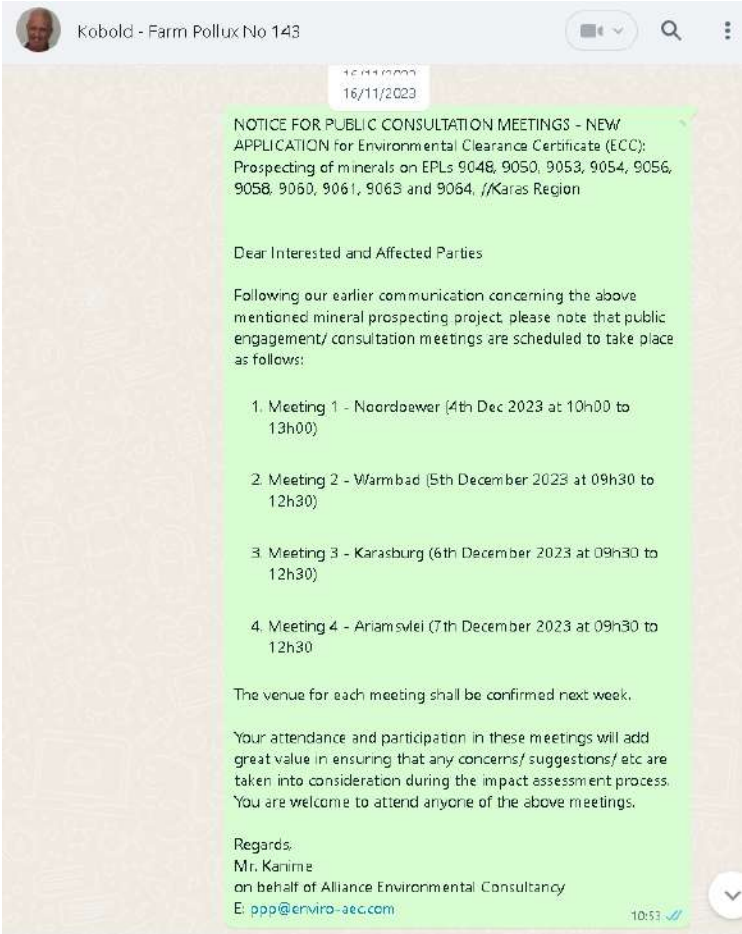 Kobold - Farm Pollux No 143
16/11/2023
NOTICE FOR PUBLIC CONSULTATION MEETINGS - NEW
APPLICATION for Environmental Clearance Certificate (ECC):
Prospecting of minerals on EPLs 9048, 9050, 9053, 9054, 9056,
9058, 9060, 9061, 9063 and 9064, //Karas Region
Dear Interested and Affected Parties
Following our earlier communication concerning the above
mentioned mineral prospecting project, please note that public
engagement/ consultation meetings are scheduled to take place
as follows:
1. Meeting 1 - Noordoewer (4th Dec 2023 at 10h00 to
13h00)
2. Meeting 2 - Warmbad (5th December 2023 at 09h30 to
12h30)
3. Meeting 3 - Karasburg (6th December 2023 at 09h30 to
12h30)
4. Meeting 4 - Ariamsvlei (7th December 2023 at 09h30 to
12h30
The venue for each meeting shall be confirmed next week.
Your attendance and participation in these meetings will add
great value in ensuring that any concerns/ suggestions/ etc are
taken into consideration during the impact assessment process.
You are welcome to attend anyone of the above meetings.
Regards,
Mr. Kanime
on behalf of Alliance Environmental Consultancy
E: ppp@enviro-aec.com
10:53